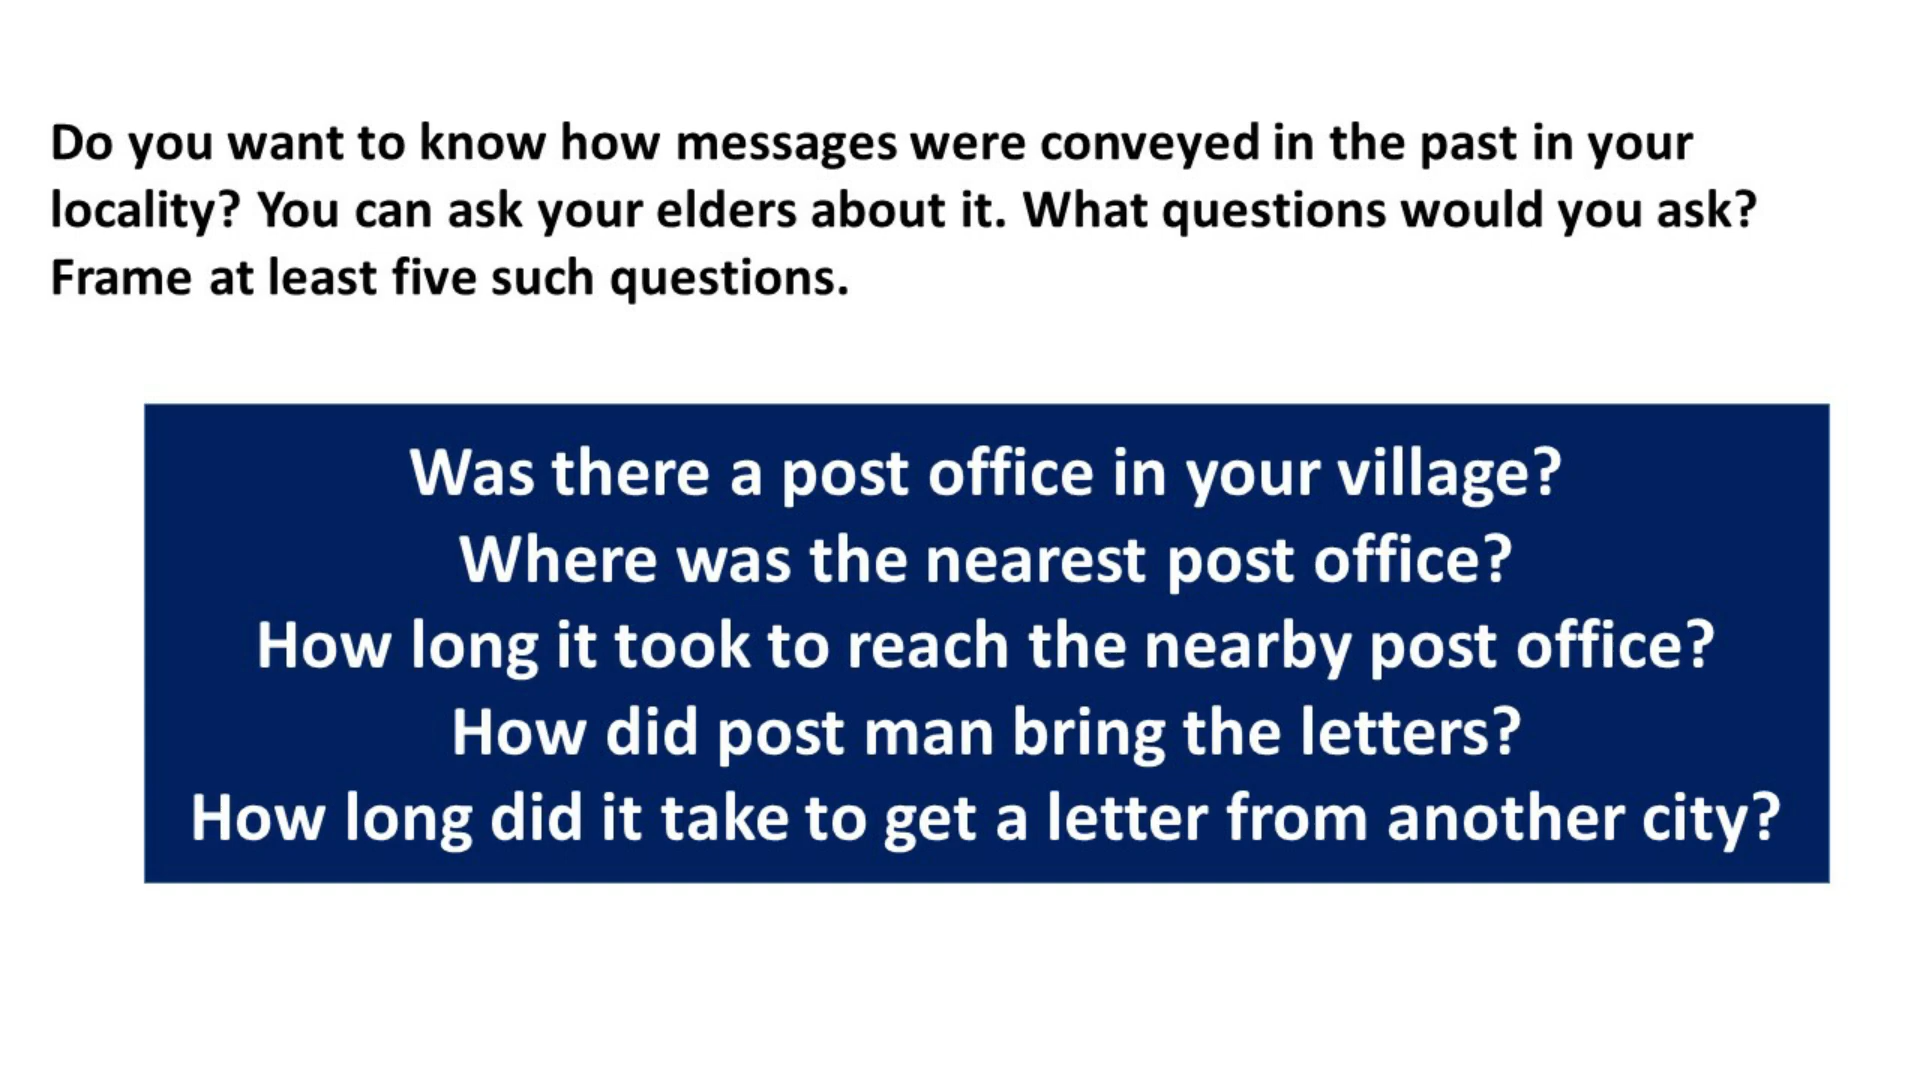 Do you want to know how messages were conveyed in the past in your
locality? You can ask your elders about it. What questions would you ask?
Frame at least five such questions.
Was there a post office in your village?
Where was the nearest post office?
How long it took to reach the nearby post office?
How did post man bring the letters?
How long did it take to get a letter from another city?